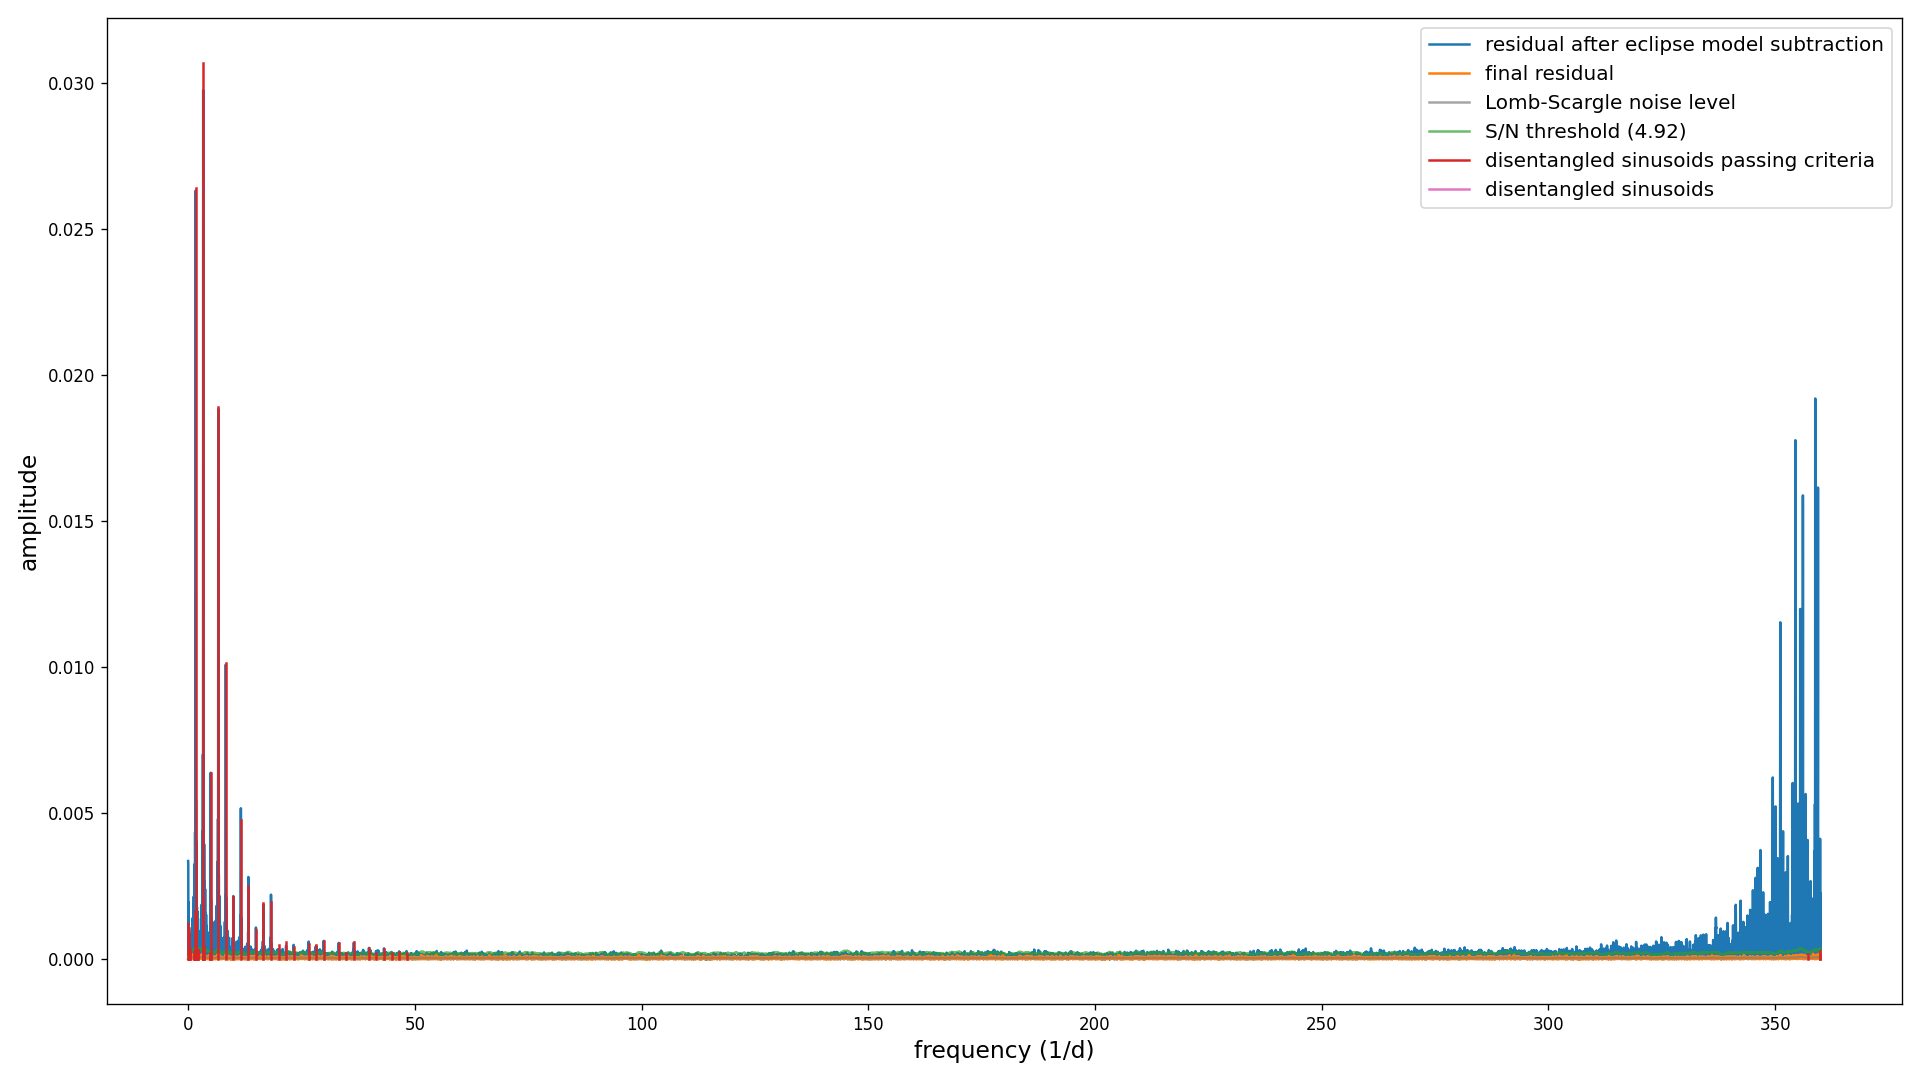 residual after eclipse model subtraction
final residual
Lomb-Scargle noise level
S/N threshold (4.92)
disentangled sinusoids passing criteria
disentangled sinusoids
0.030
0.025
0.020
0.015
0.010
0.005
0.000
amplitude
0 50 100 150 200 250 300 350
frequency (1/d)